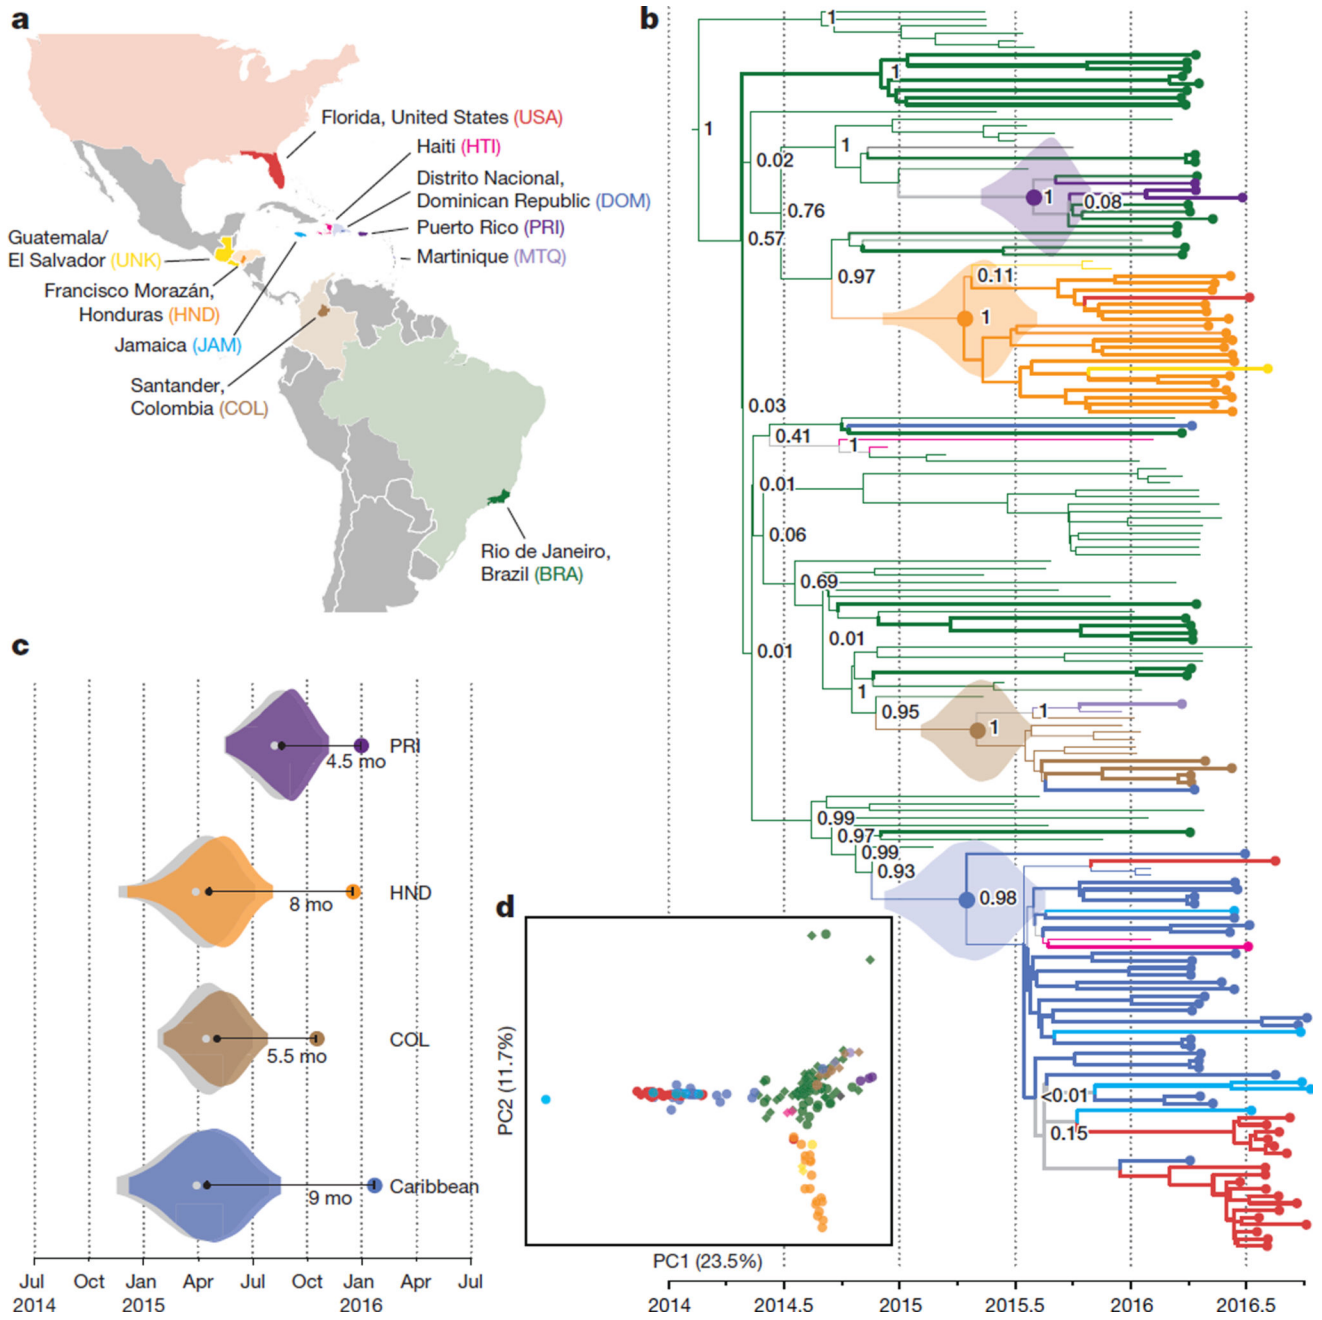 a
Florida, United States (USA)
Haiti (HTI)
Distrito Nacional,
Dominican Republic (DOM)
Puerto Rico (PRI)
Martinique (MTQ)
Guatemala/
El Salvador (UNK)
Francisco Morazán,
Honduras (HND)
Jamaica (JAM)
Santander,
Colombia (COL)
Rio de Janeiro,
Brazil (BRA)
b
1
1
1
0.02
1
1
0.08
0.76
0.57
0.97
0.11
1
0.03
0.41
1
0.01
0.06
0.69
0.01
0.01
1
0.95
1
1
0.99
0.97
0.99
0.93
0.98
<0.01
0.15
2014
2014.5
2015
2015.5
2016
2016.5
c
PRI
4.5 mo
HND
8 mo
COL
5.5 mo
Caribbean
9 mo
Jul Oct Jan Apr Jul Oct Jan Apr Jul
2014 2015 2016
d
PC2 (11.7%)
PC1 (23.5%)